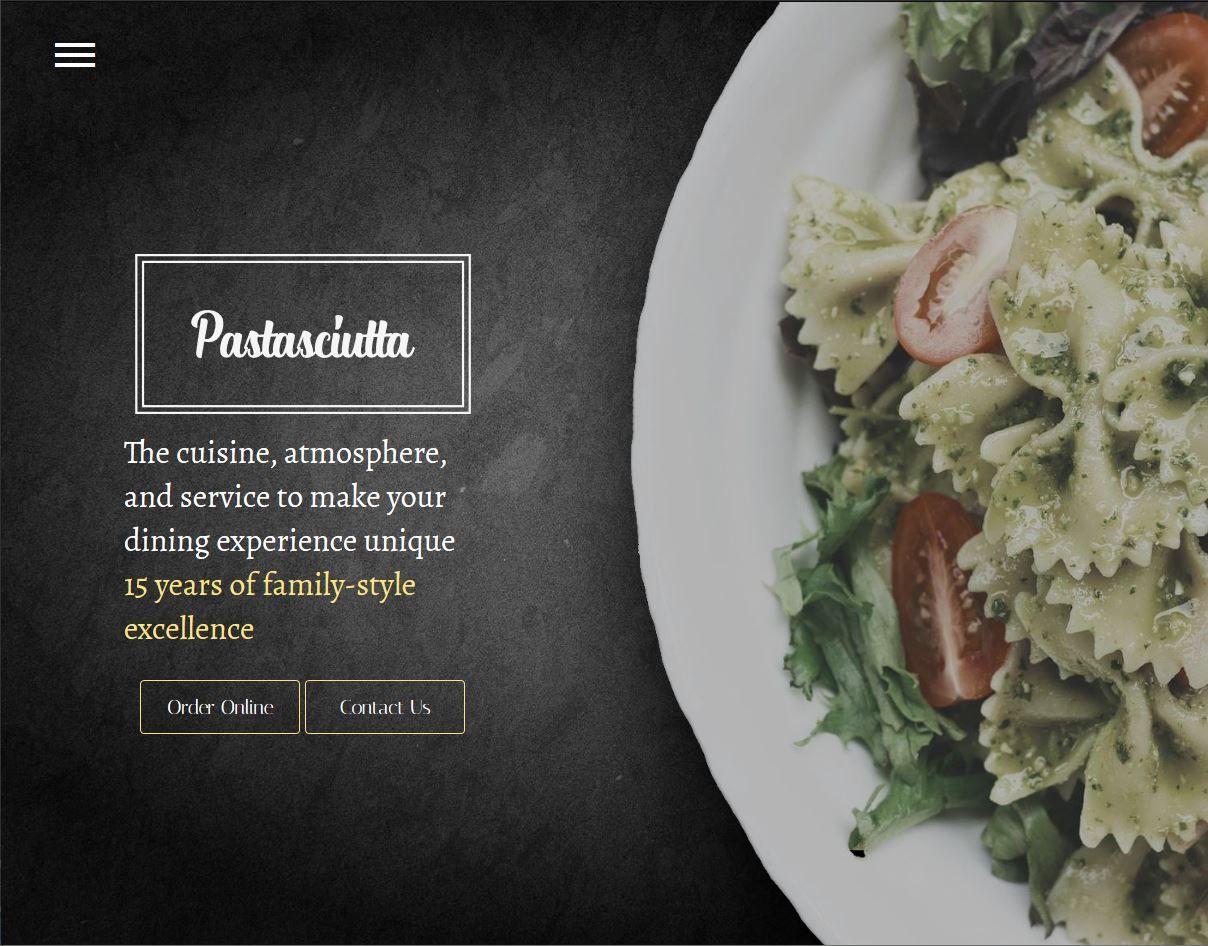 Pastasciutta
The cuisine, atmosphere,
and service to make your
dining experience unique
15 years of family-style
excellence
Order Online
Contact Us